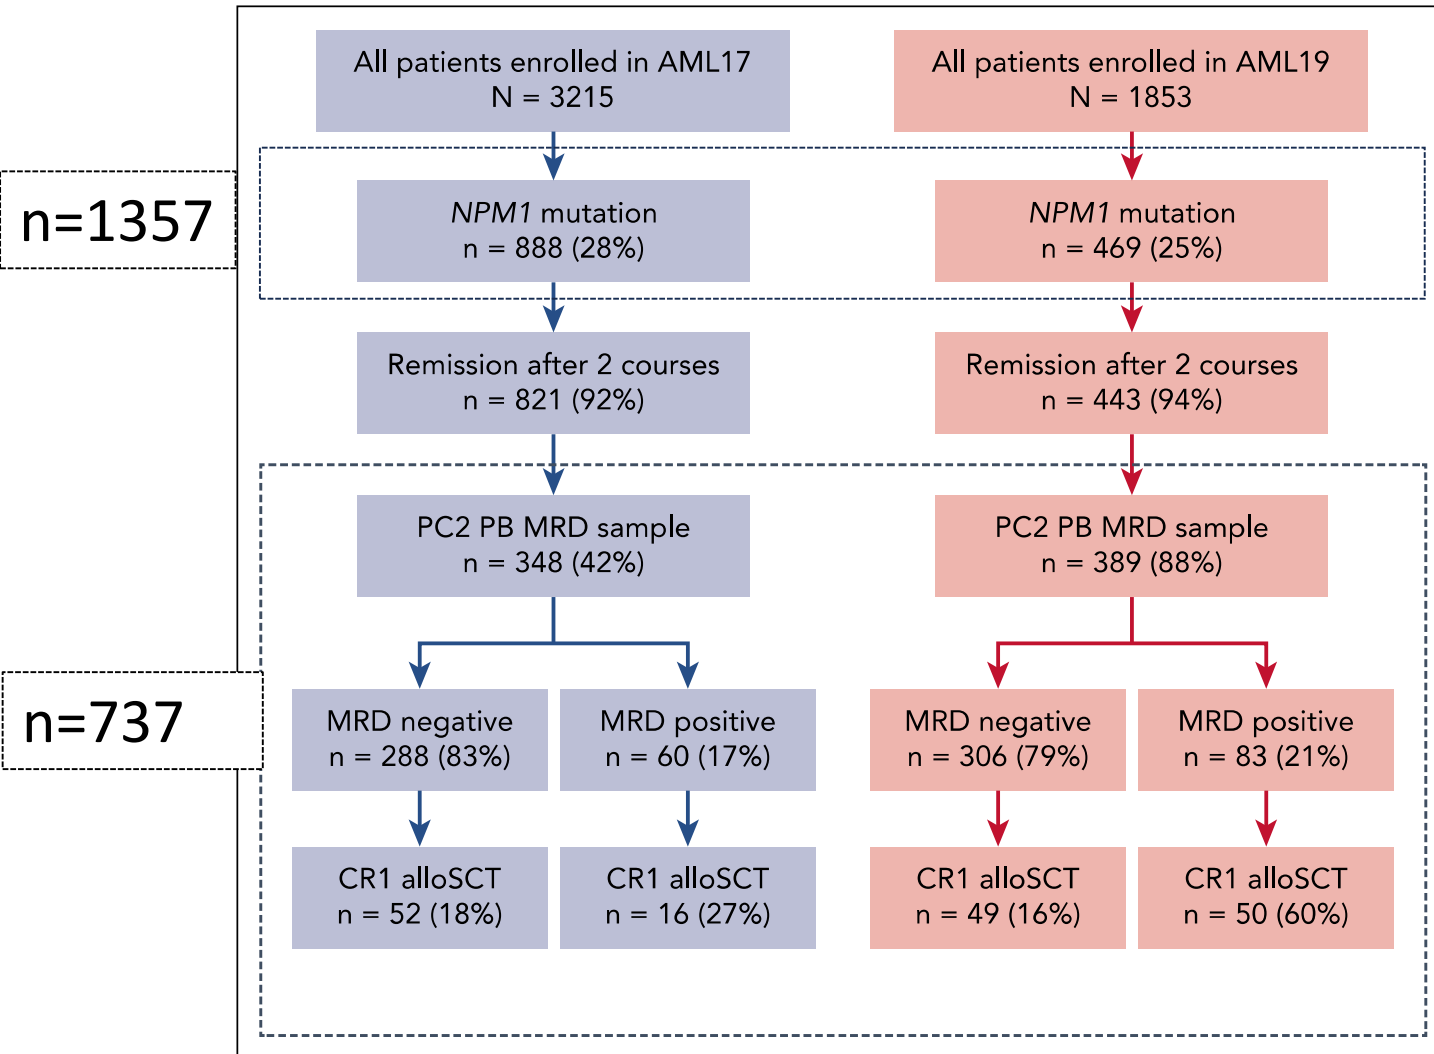 All patients enrolled in AML17
N = 3215
All patients enrolled in AML19
N = 1853
n=1357
NPM1 mutation
n = 888 (28%)
NPM1 mutation
n = 469 (25%)
Remission after 2 courses
n = 821 (92%)
Remission after 2 courses
n = 443 (94%)
PC2 PB MRD sample
n = 348 (42%)
PC2 PB MRD sample
n = 389 (88%)
n=737
MRD negative
n = 288 (83%)
MRD positive
n = 60 (17%)
MRD negative
n = 306 (79%)
MRD positive
n = 83 (21%)
CR1 alloSCT
n = 52 (18%)
CR1 alloSCT
n = 16 (27%)
CR1 alloSCT
n = 49 (16%)
CR1 alloSCT
n = 50 (60%)